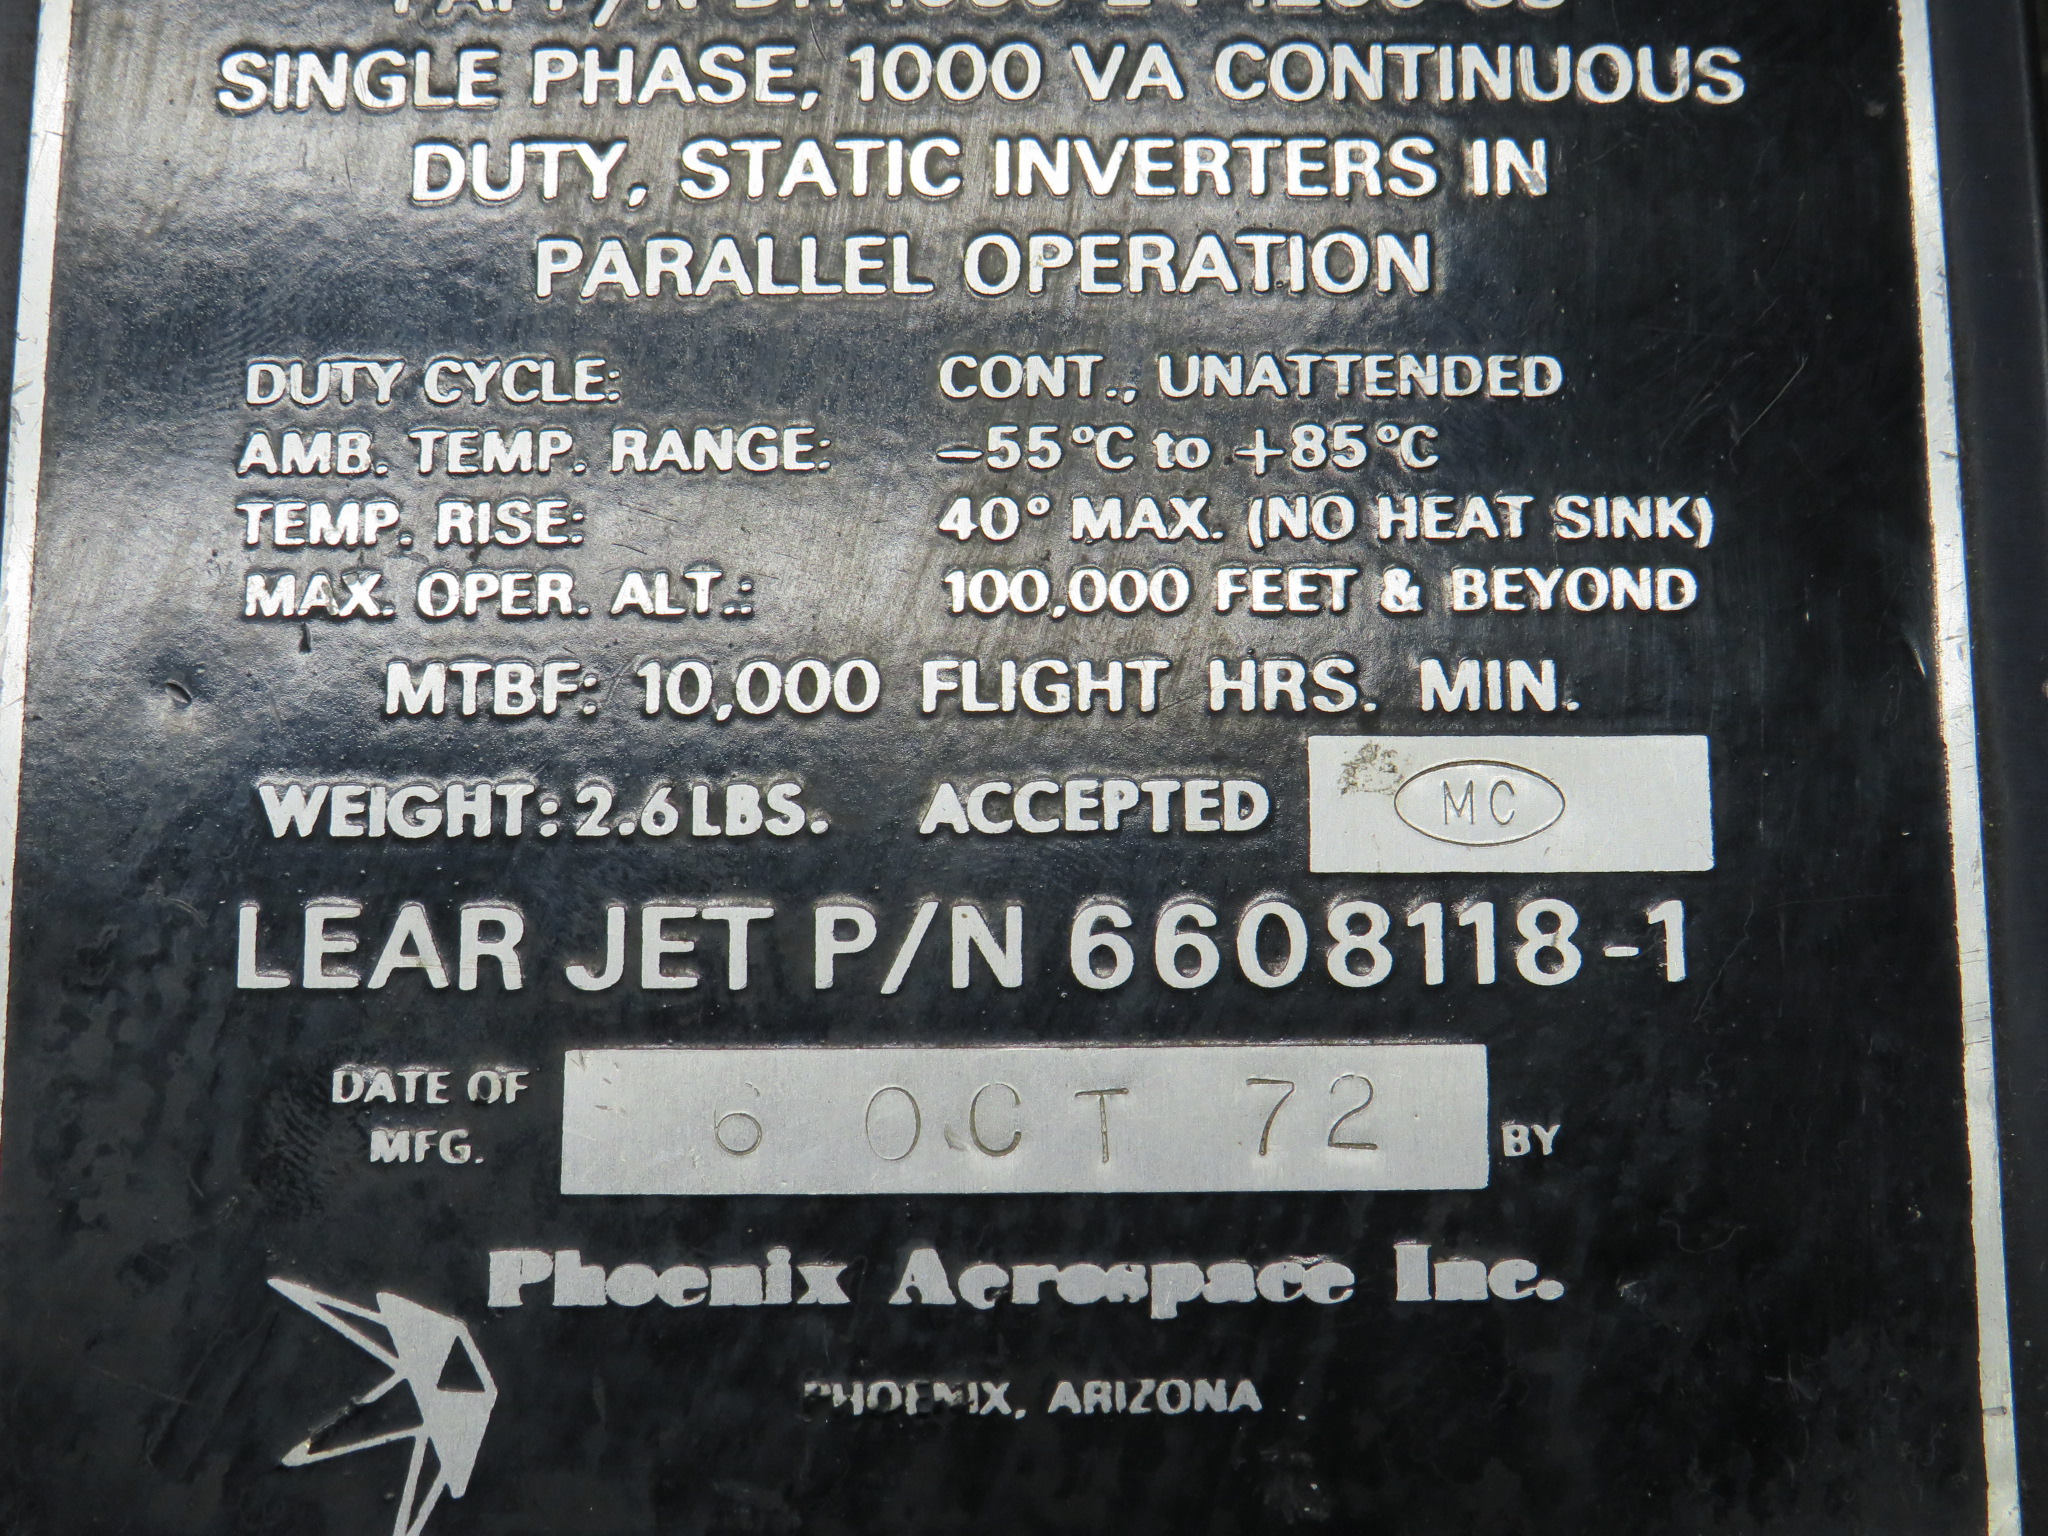 SINGLE PHASE, 1000 VA CONTINUOUS
DUTY, STATIC INVERTERS IN
PARALLEL OPERATION
DUTY CYCLE: CONT., UNATTENDED
AMB. TEMP. RANGE: –55°C to +85°C
TEMP. RISE: 40° MAX. (NO HEAT SINK)
MAX. OPER. ALT.: 100,000 FEET & BEYOND
MTBF: 10,000 FLIGHT HRS. MIN.
WEIGHT: 2.6 LBS. ACCEPTED MC
LEAR JET P/N 6608118-1
DATE OF
MFG. 6 OCT 72 BY
Phoenix Aerospace Inc.
PHOENIX, ARIZONA